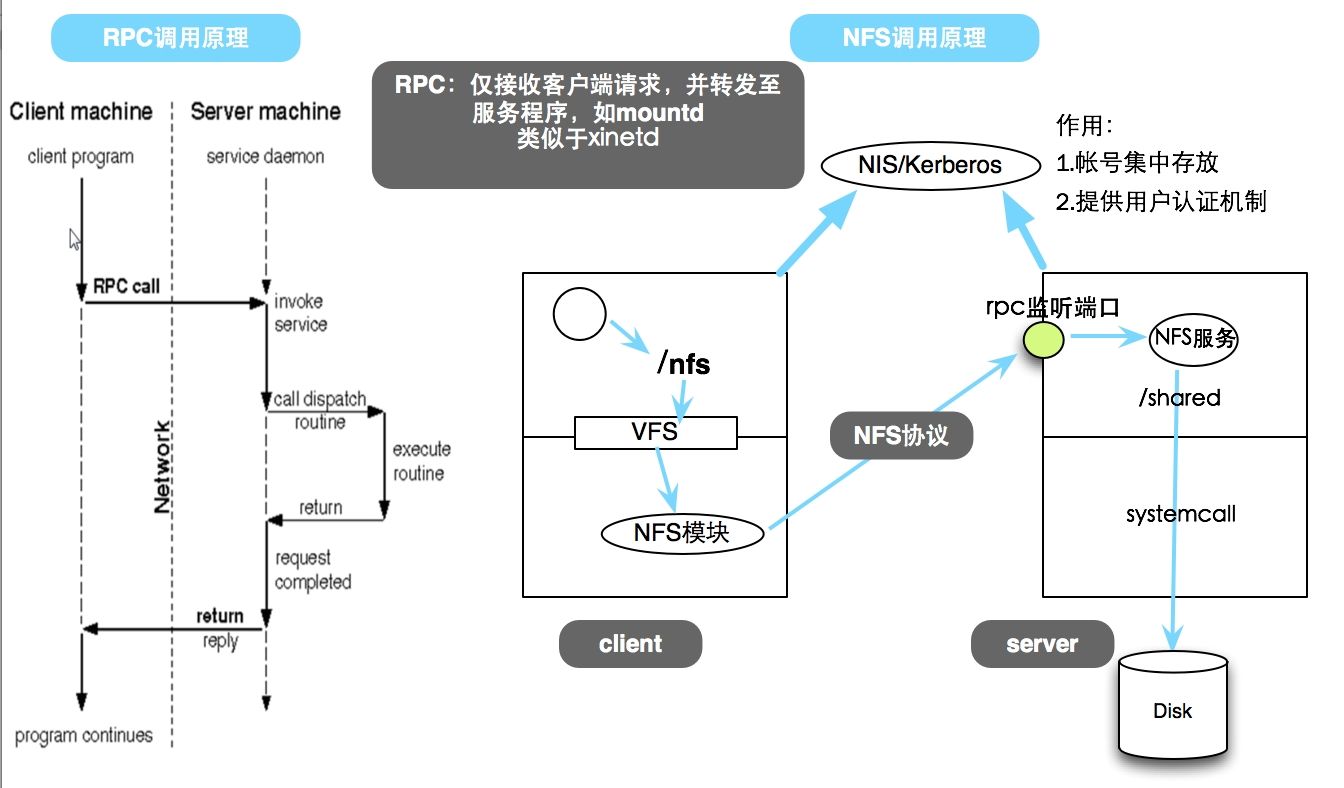 RPC调用原理
Client machine
Server machine
client program
service daemon
RPC call
invoke
service
call dispatch
routine
execute
routine
Network
return
request
completed
return
reply
program continues
NFS调用原理
RPC：仅接收客户端请求，并转发至
服务程序，如mountd
类似于xinetd
NIS/Kerberos
作用：
1.帐号集中存放
2.提供用户认证机制
/nfs
VFS
NFS模块
client
NFS协议
rpc监听端口
NFS服务
/shared
systemcall
server
Disk